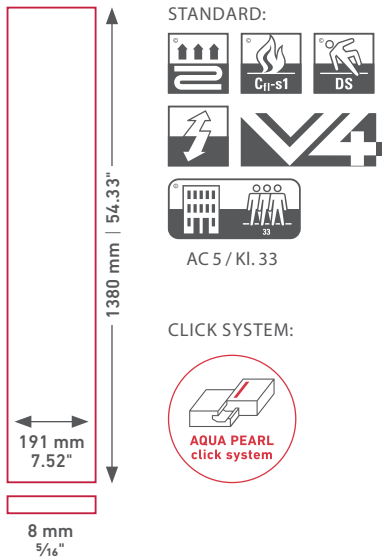 STANDARD:
©
©
©
Cfl-s1
DS
V4+
©
33
AC 5 / Kl. 33
1380 mm | 54.33"
CLICK SYSTEM:
AQUA PEARL
click system
191 mm
7.52"
8 mm
5⁄16"